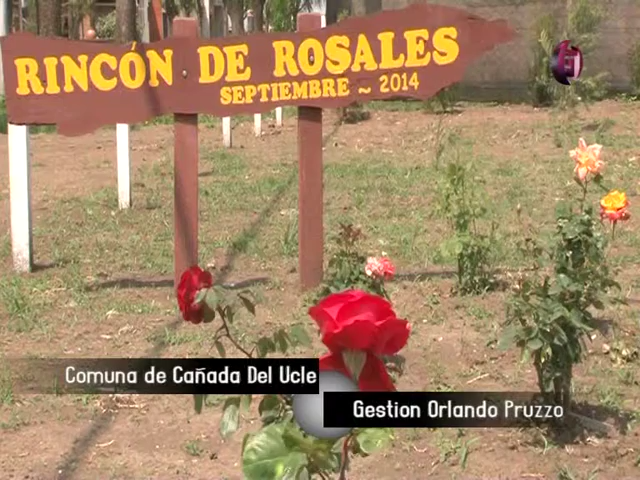 RINCÓN DE ROSALES
SEPTIEMBRE ~ 2014
Comuna de Cañada Del Ucle
Gestion Orlando Pruzzo